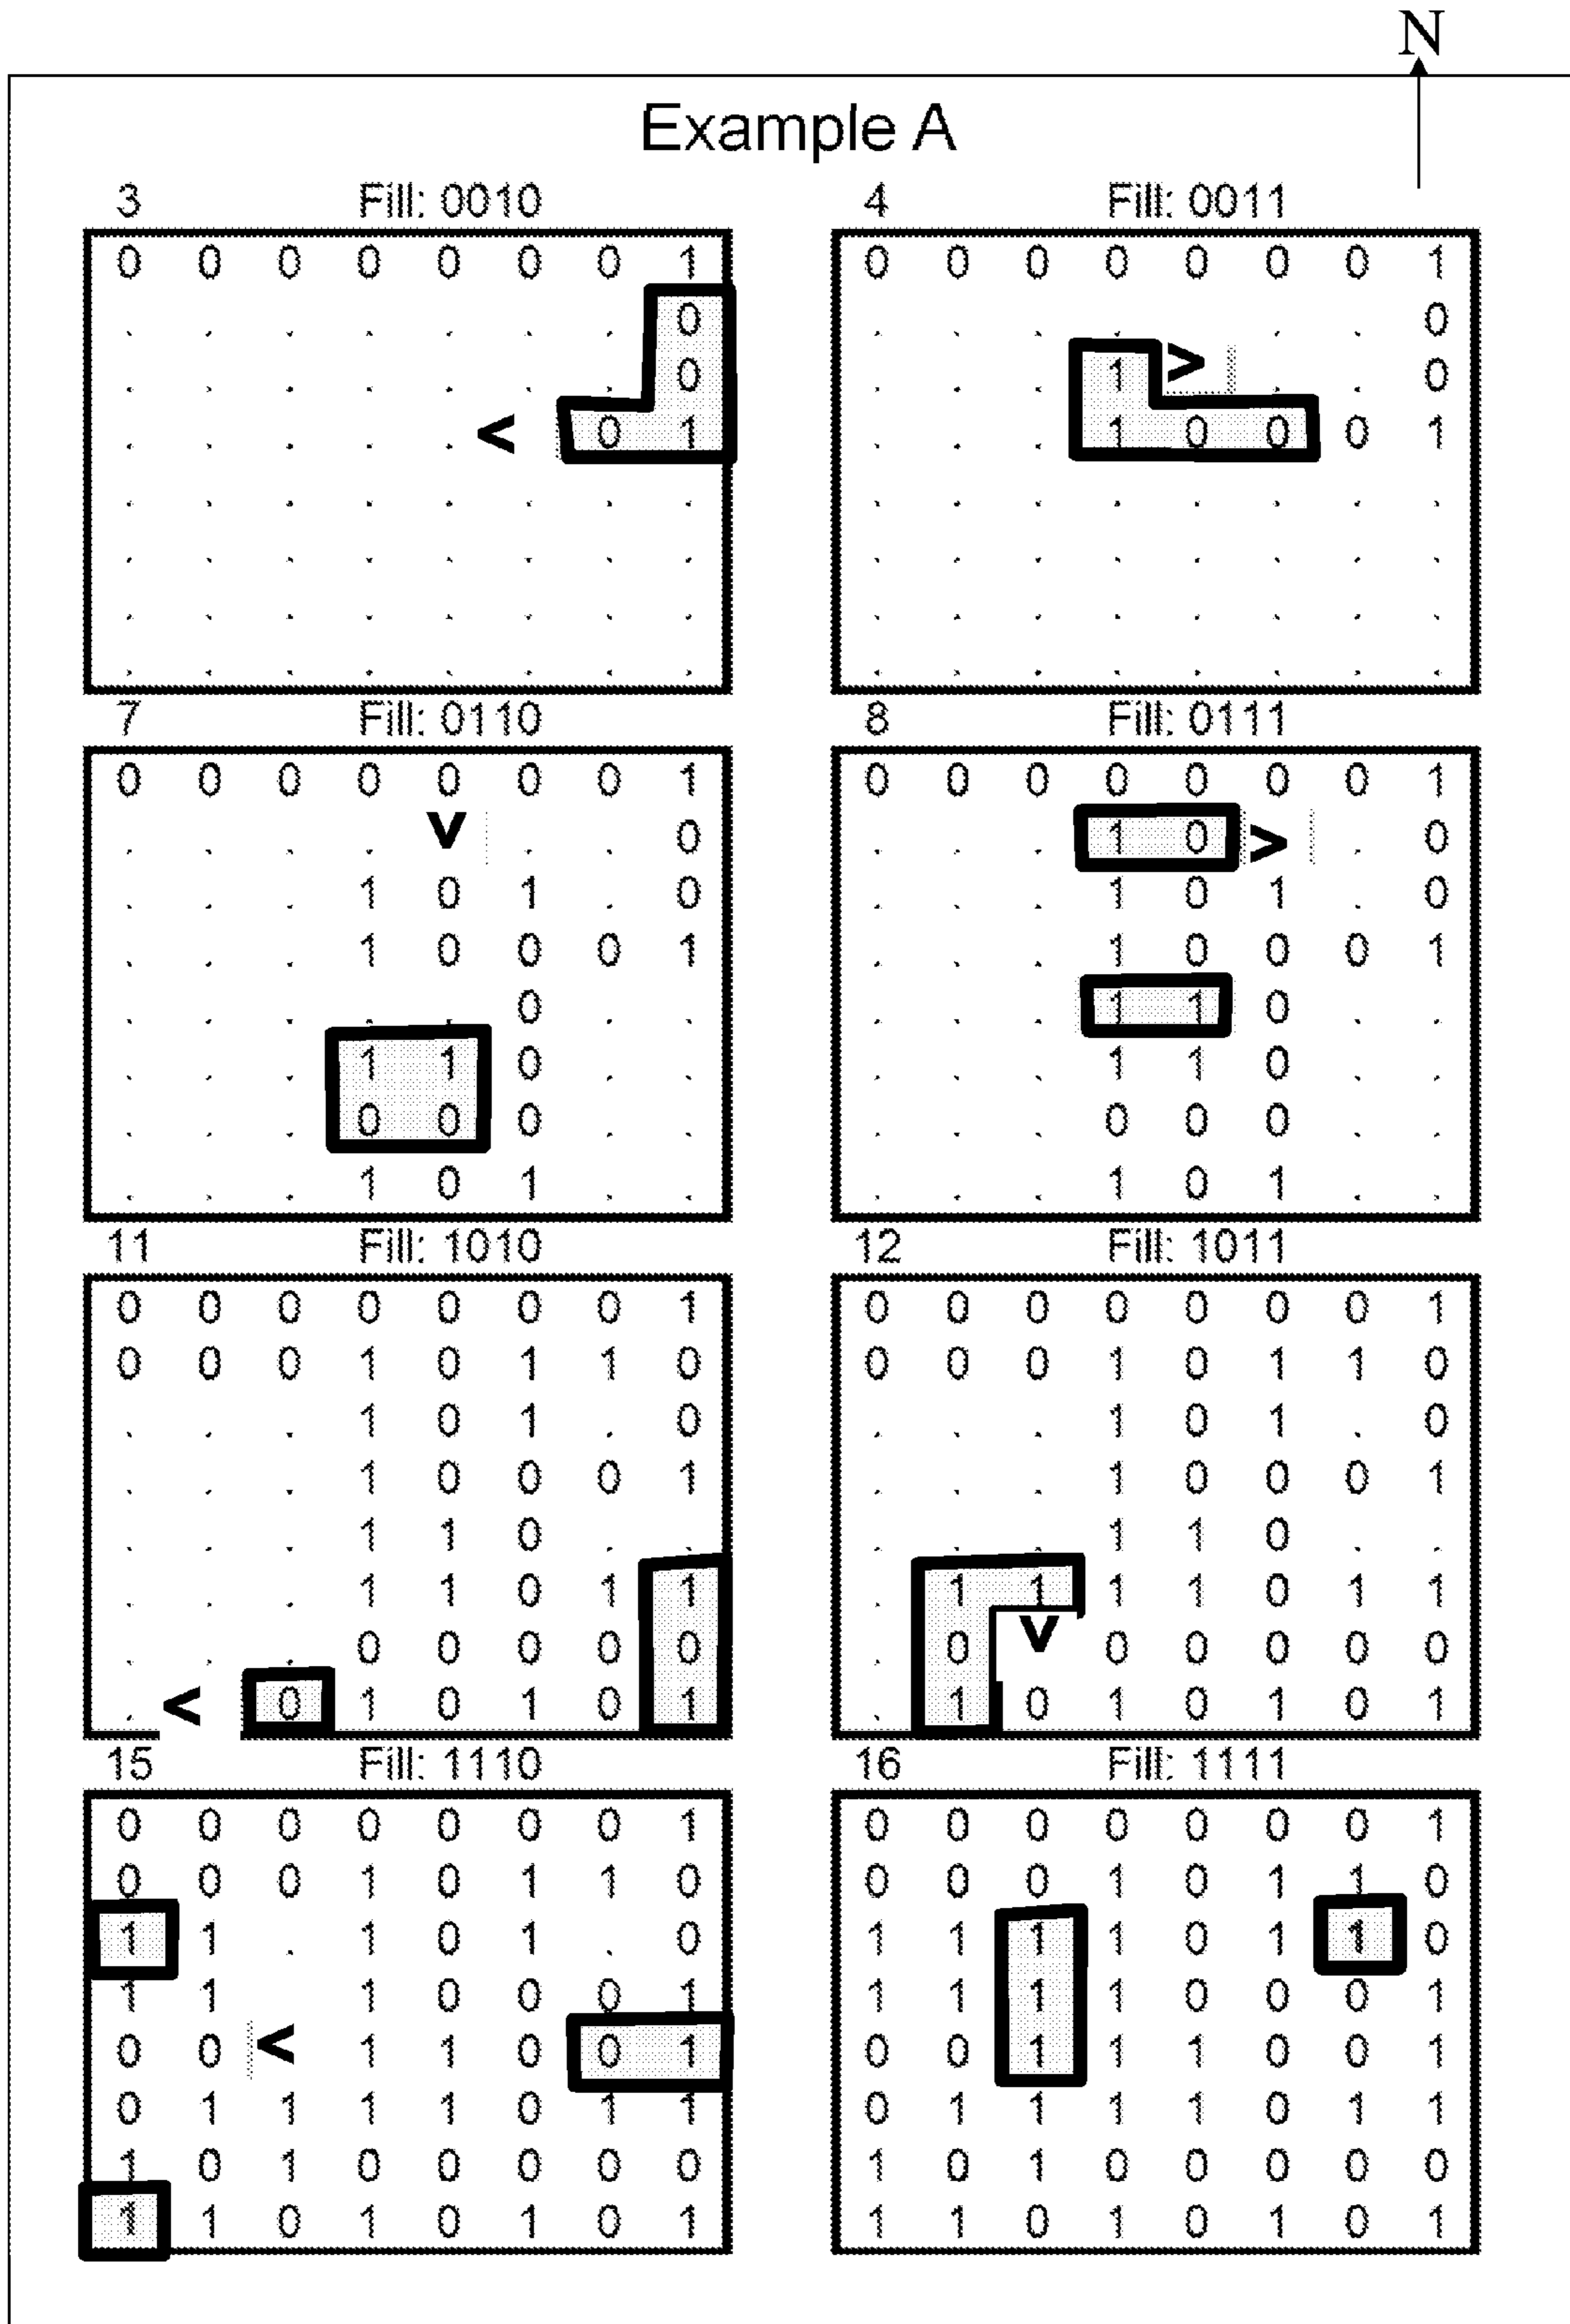 N
Example A
3 Fill: 0010
0 0 0 0 0 0 0 1
. . . . . . . 0
. . . . . . . 0
. . . . . < 0 1
. . . . . . . .
. . . . . . . .
. . . . . . . .
. . . . . . . .
4 Fill: 0011
0 0 0 0 0 0 0 1
. . . . . . . 0
. . . 1 > . . 0
. . . 1 0 0 0 1
. . . . . . . .
. . . . . . . .
. . . . . . . .
. . . . . . . .
7 Fill: 0110
0 0 0 0 0 0 0 1
. . . . v . . 0
. . . 1 0 1 . 0
. . . 1 0 0 0 1
. . . . . 0 . .
. . . 1 1 0 . .
. . . 0 0 0 . .
. . . 1 0 1 . .
8 Fill: 0111
0 0 0 0 0 0 0 1
. . . 1 0 > . 0
. . . 1 0 1 . 0
. . . 1 0 0 0 1
. . . 1 1 0 . .
. . . 1 1 0 . .
. . . 0 0 0 . .
. . . 1 0 1 . .
11 Fill: 1010
0 0 0 0 0 0 0 1
0 0 0 1 0 1 1 0
. . . 1 0 1 . 0
. . . 1 0 0 0 1
. . . 1 1 0 . .
. . . 1 1 0 1 1
. . . 0 0 0 0 0
. < 0 1 0 1 0 1
12 Fill: 1011
0 0 0 0 0 0 0 1
0 0 0 1 0 1 1 0
. . . 1 0 1 . 0
. . . 1 0 0 0 1
. . . 1 1 0 . .
. 1 1 1 1 0 1 1
. 0 v 0 0 0 0 0
. 1 0 1 0 1 0 1
15 Fill: 1110
0 0 0 0 0 0 0 1
0 0 0 1 0 1 1 0
1 1 . 1 0 1 . 0
1 1 1 0 0 0 1
0 0 < 1 1 0 0 1
0 1 1 1 1 0 1 1
1 0 1 0 0 0 0 0
1 1 0 1 0 1 0 1
16 Fill: 1111
0 0 0 0 0 0 0 1
0 0 0 1 0 1 1 0
1 1 1 1 0 1 1 0
1 1 1 1 0 0 0 1
0 0 1 1 1 0 0 1
0 1 1 1 1 0 1 1
1 0 1 0 0 0 0 0
1 1 0 1 0 1 0 1